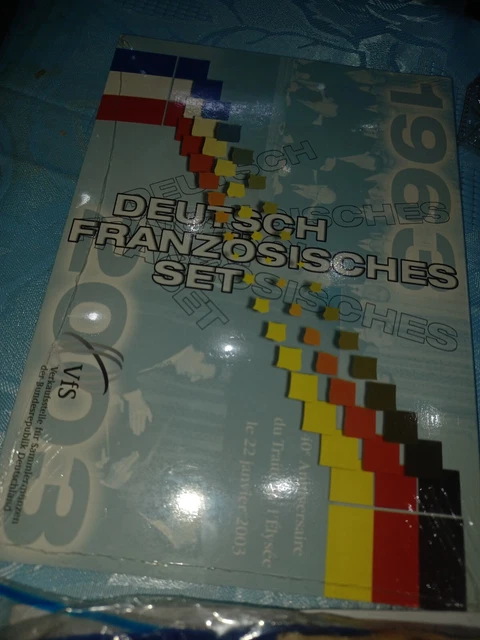 1963
DEUTSCH
FRANZÖSISCHES
SET
2003
VfS
Verkaufsstelle für Sammlermünzen
der Bundesrepublik Deutschland
40e Anniversaire
du Traité de l'Elysée
le 22 janvier 2003